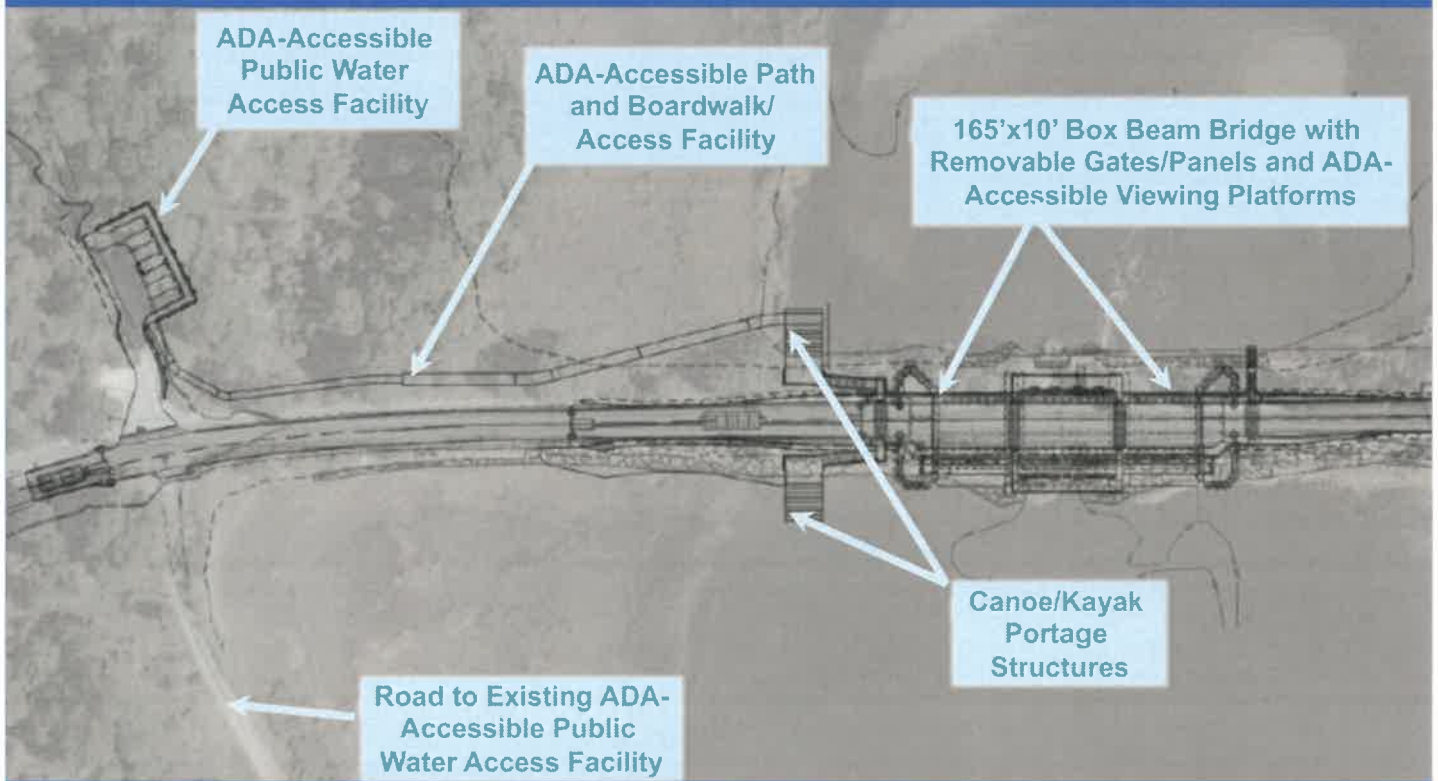 ADA-Accessible
Public Water
Access Facility
ADA-Accessible Path
and Boardwalk/
Access Facility
165'x10' Box Beam Bridge with
Removable Gates/Panels and ADA-
Accessible Viewing Platforms
Canoe/Kayak
Portage
Structures
Road to Existing ADA-
Accessible Public
Water Access Facility